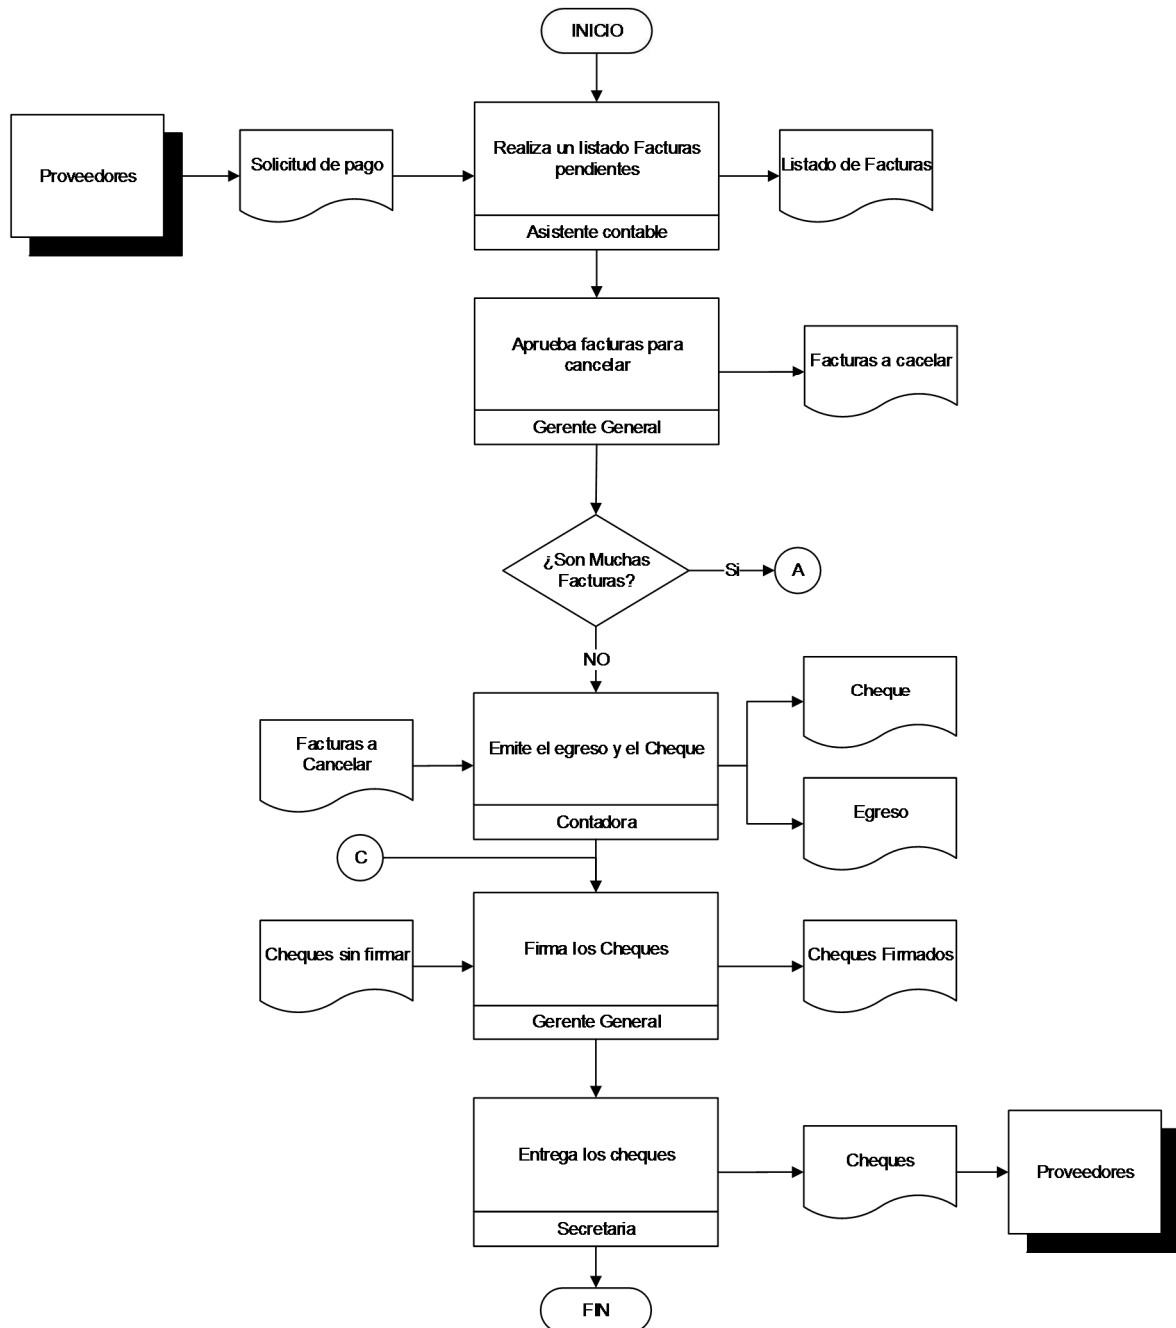 INICIO
Proveedores
Solicitud de pago
Realiza un listado Facturas
pendientes
Asistente contable
Listado de Facturas
Aprueba facturas para
cancelar
Gerente General
Facturas a cacelar
¿Son Muchas
Facturas?
Si
A
NO
Facturas a
Cancelar
Emite el egreso y el Cheque
Contadora
Cheque
Egreso
C
Cheques sin firmar
Firma los Cheques
Gerente General
Cheques Firmados
Entrega los cheques
Secretaria
Cheques
Proveedores
FIN